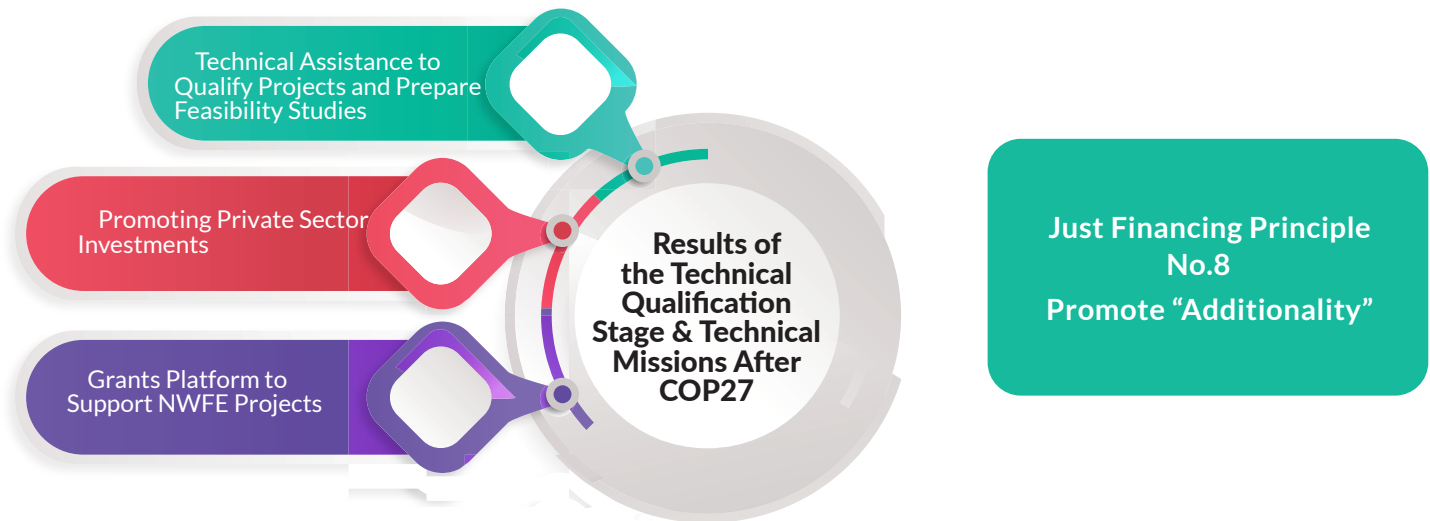 Technical Assistance to
Qualify Projects and Prepare
Feasibility Studies
Promoting Private Sector
Investments
Grants Platform to
Support NWFE Projects
Results of
the Technical
Qualification
Stage & Technical
Missions After
COP27
Just Financing Principle
No.8
Promote “Additionality”